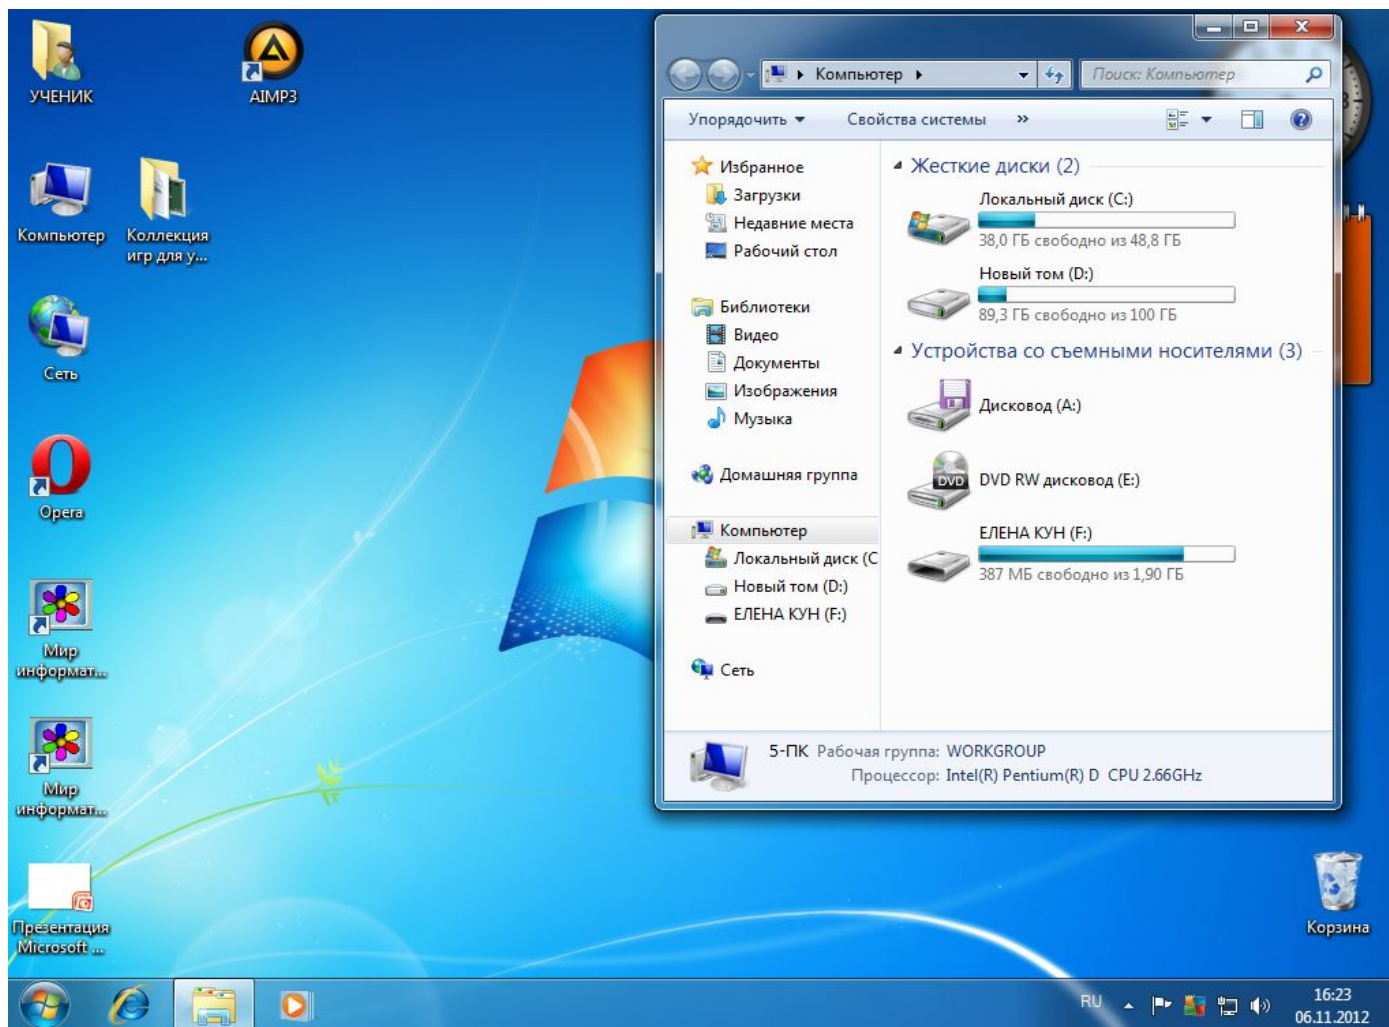 УЧЕНИК
AIMP3
Компьютер
Коллекция
игр для у...
Сеть
Opera
Мир
информат...
Мир
информат...
Презентация
Microsoft ...
Компьютер
Поиск: Компьютер
Упорядочить
Свойства системы
»
Избранное
Загрузки
Недавние места
Рабочий стол
Библиотеки
Видео
Документы
Изображения
Музыка
Домашняя группа
Компьютер
Локальный диск (C
Новый том (D:)
ЕЛЕНА КУН (F:)
Сеть
Жесткие диски (2)
Локальный диск (C:)
38,0 ГБ свободно из 48,8 ГБ
Новый том (D:)
89,3 ГБ свободно из 100 ГБ
Устройства со съемными носителями (3)
Дисковод (A:)
DVD
DVD RW дисковод (E:)
ЕЛЕНА КУН (F:)
387 МБ свободно из 1,90 ГБ
5-ПК Рабочая группа: WORKGROUP
Процессор: Intel(R) Pentium(R) D CPU 2.66GHz
Корзина
RU
16:23
06.11.2012